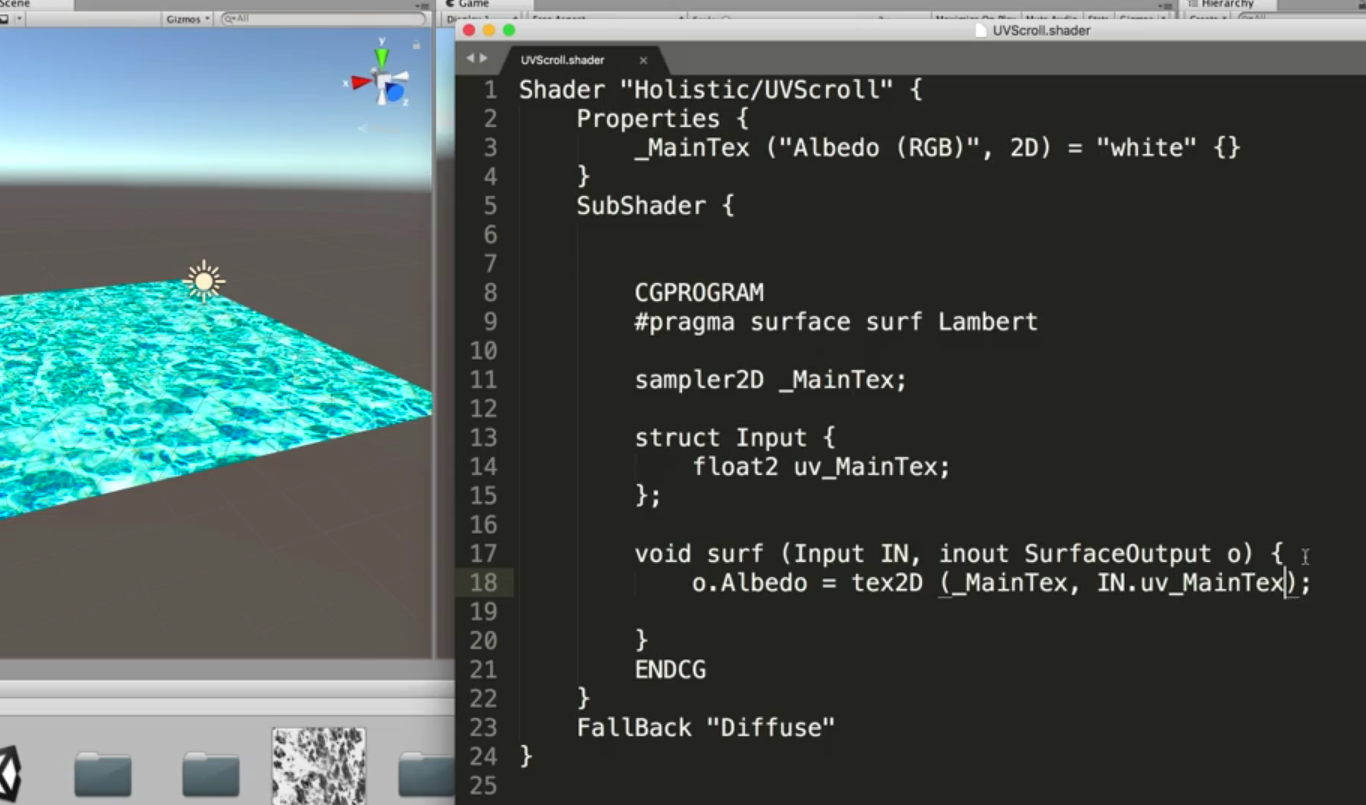 Scene
Game
Hierarchy
Gizmos
All
UVScroll.shader
UVScroll.shader
y
x
z
1 Shader "Holistic/UVScroll" {
2 Properties {
3 _MainTex ("Albedo (RGB)", 2D) = "white" {}
4 }
5 SubShader {
6
7
8 CGPROGRAM
9 #pragma surface surf Lambert
10
11 sampler2D _MainTex;
12
13 struct Input {
14 float2 uv_MainTex;
15 };
16
17 void surf (Input IN, inout SurfaceOutput o) {
18 o.Albedo = tex2D (_MainTex, IN.uv_MainTex);
19
20 }
21 ENDCG
22 }
23 FallBack "Diffuse"
24 }
25